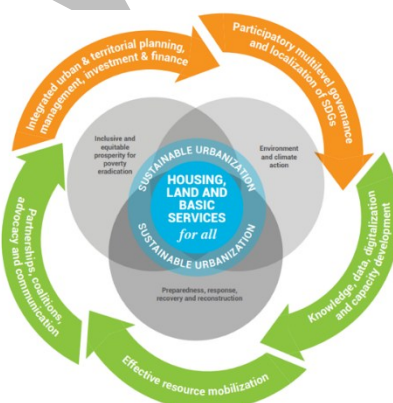 Integrated urban & territorial planning,
management, investment & finance
Participatory multilevel governance
and localization of SDGs
Inclusive and
equitable
prosperity for
poverty
eradication
Environment
and climate
action
SUSTAINABLE URBANIZATION
HOUSING,
LAND AND
BASIC
SERVICES
for all
SUSTAINABLE URBANIZATION
Preparedness, response,
recovery and reconstruction
Partnerships, coalitions,
advocacy and communication
Knowledge, data, digitalization
and capacity development
Effective resource mobilization